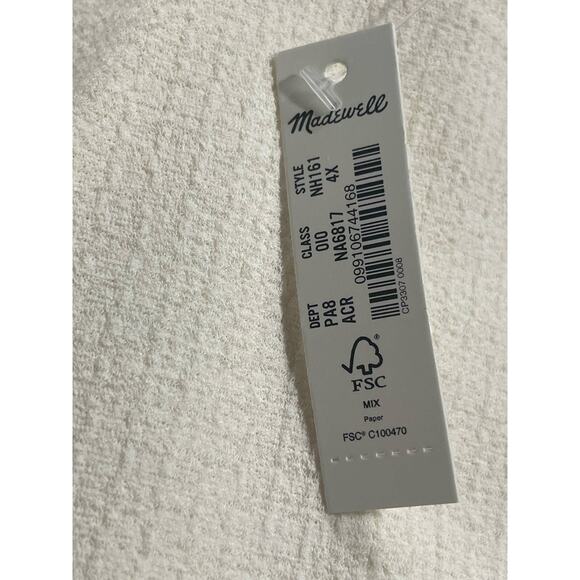 Madewell
DEPT CLASS STYLE
PA8 010 NH161
ACR NA6817 4X
099106744168
CP3307 0008
FSC®
MIX
Paper
FSC® C100470